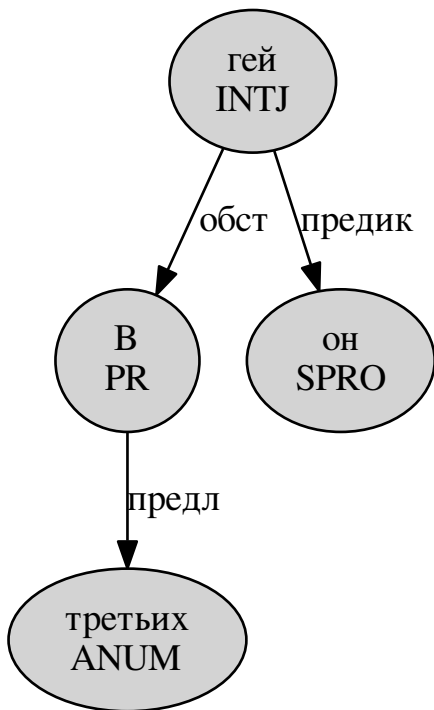 гей
INTJ
обст
предик
В
PR
он
SPRO
предл
третьих
ANUM